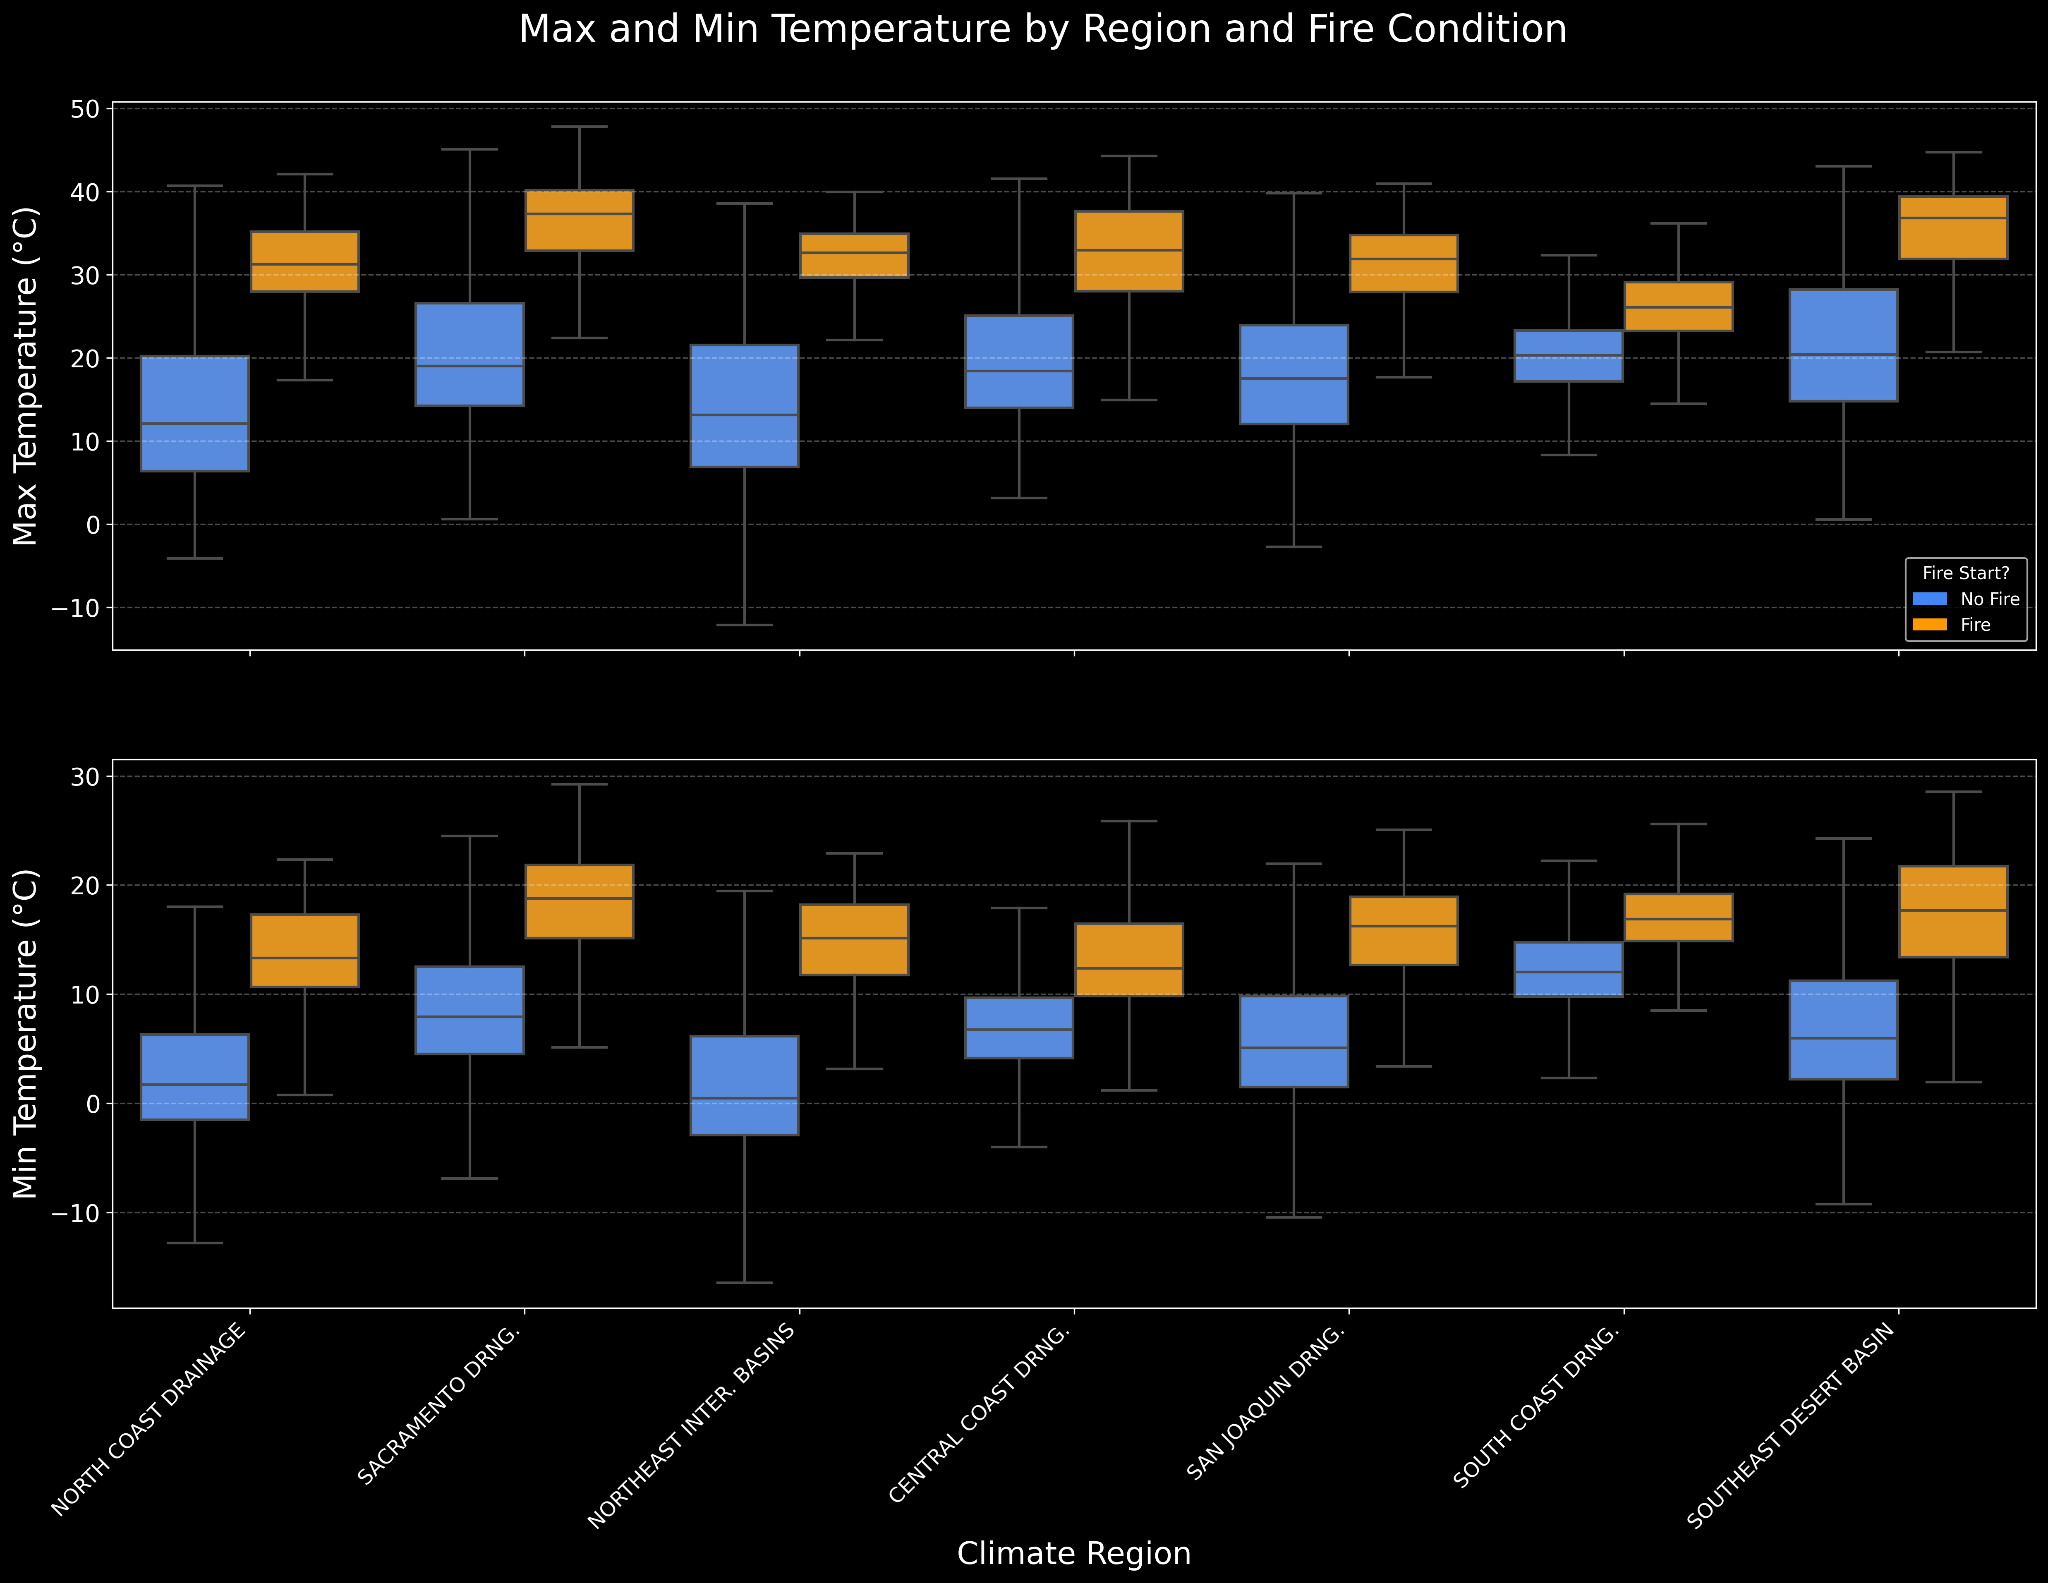 Max and Min Temperature by Region and Fire Condition
Max Temperature (°C)
50
40
30
20
10
0
−10
Fire Start?
No Fire
Fire
Min Temperature (°C)
30
20
10
0
−10
NORTH COAST DRAINAGE
SACRAMENTO DRNG.
NORTHEAST INTER. BASINS
CENTRAL COAST DRNG.
SAN JOAQUIN DRNG.
SOUTH COAST DRNG.
SOUTHEAST DESERT BASIN
Climate Region